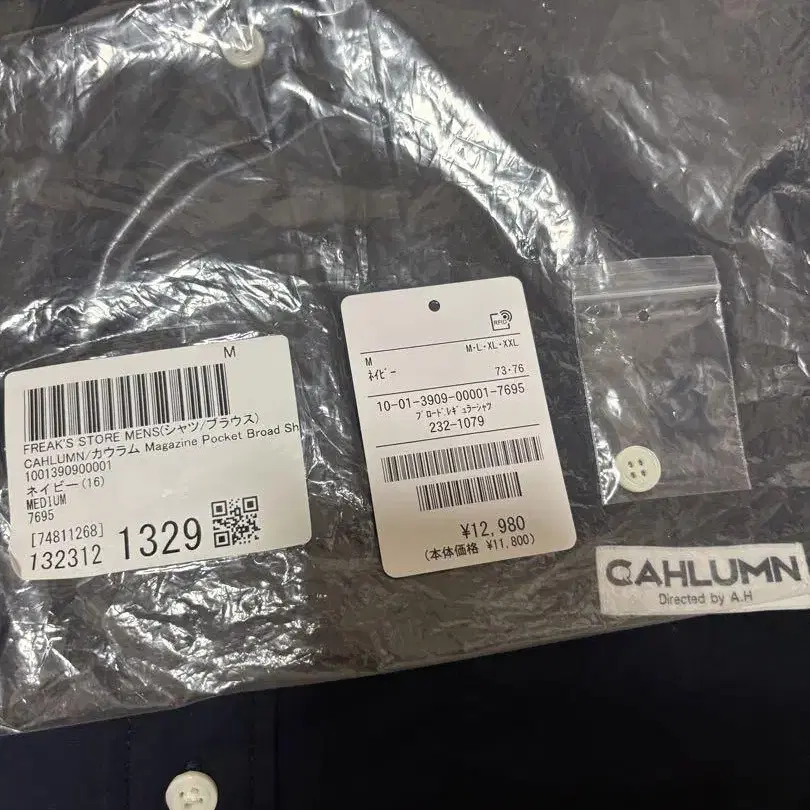 M
FREAK'S STORE MENS(シャツ/ブラウス)
CAHLUMN/カウラム Magazine Pocket Broad Sh
1001390900001
ネイビー(16)
MEDIUM
7695
[74811268]
132312 1329
RFID
M M・L・XL・XXL
ネイビー 73・76
10-01-3909-00001-7695
ブロードレギュラーシャツ
232-1079
¥12,980
(本体価格 ¥11,800)
CAHLUMN
Directed by A.H